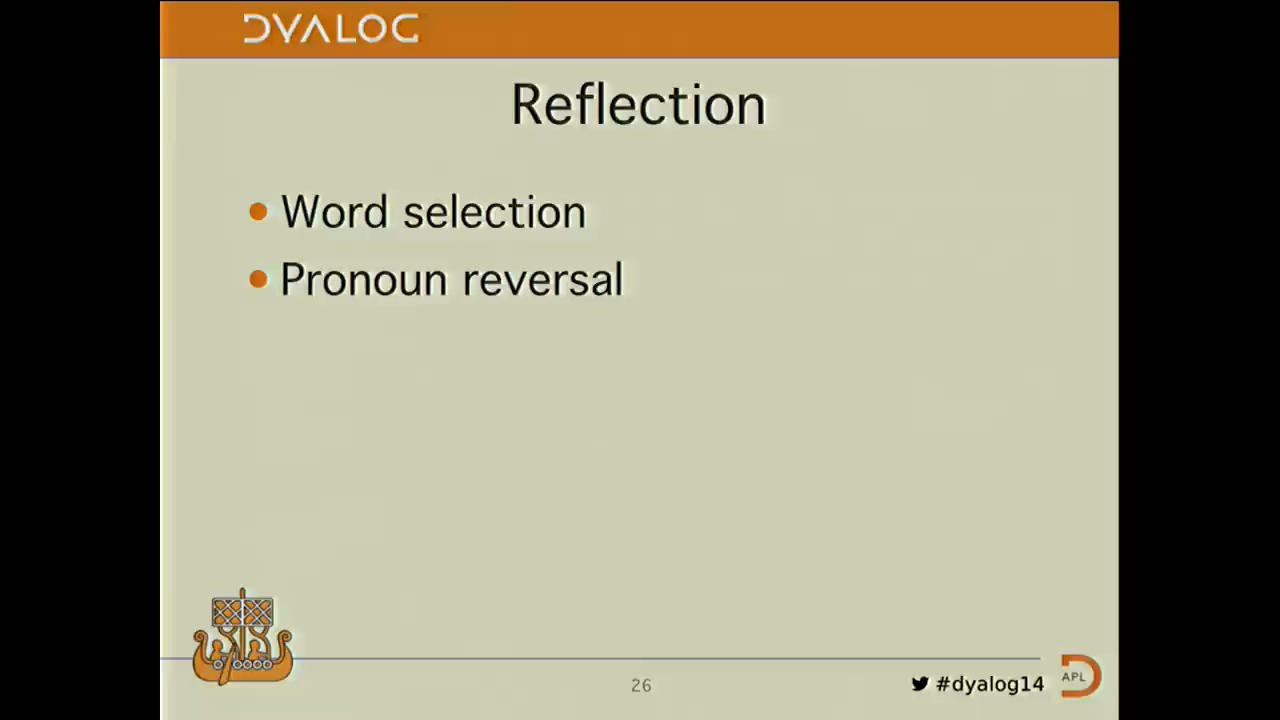 DYALOG
Reflection
Word selection
Pronoun reversal
26
#dyalog14
APL